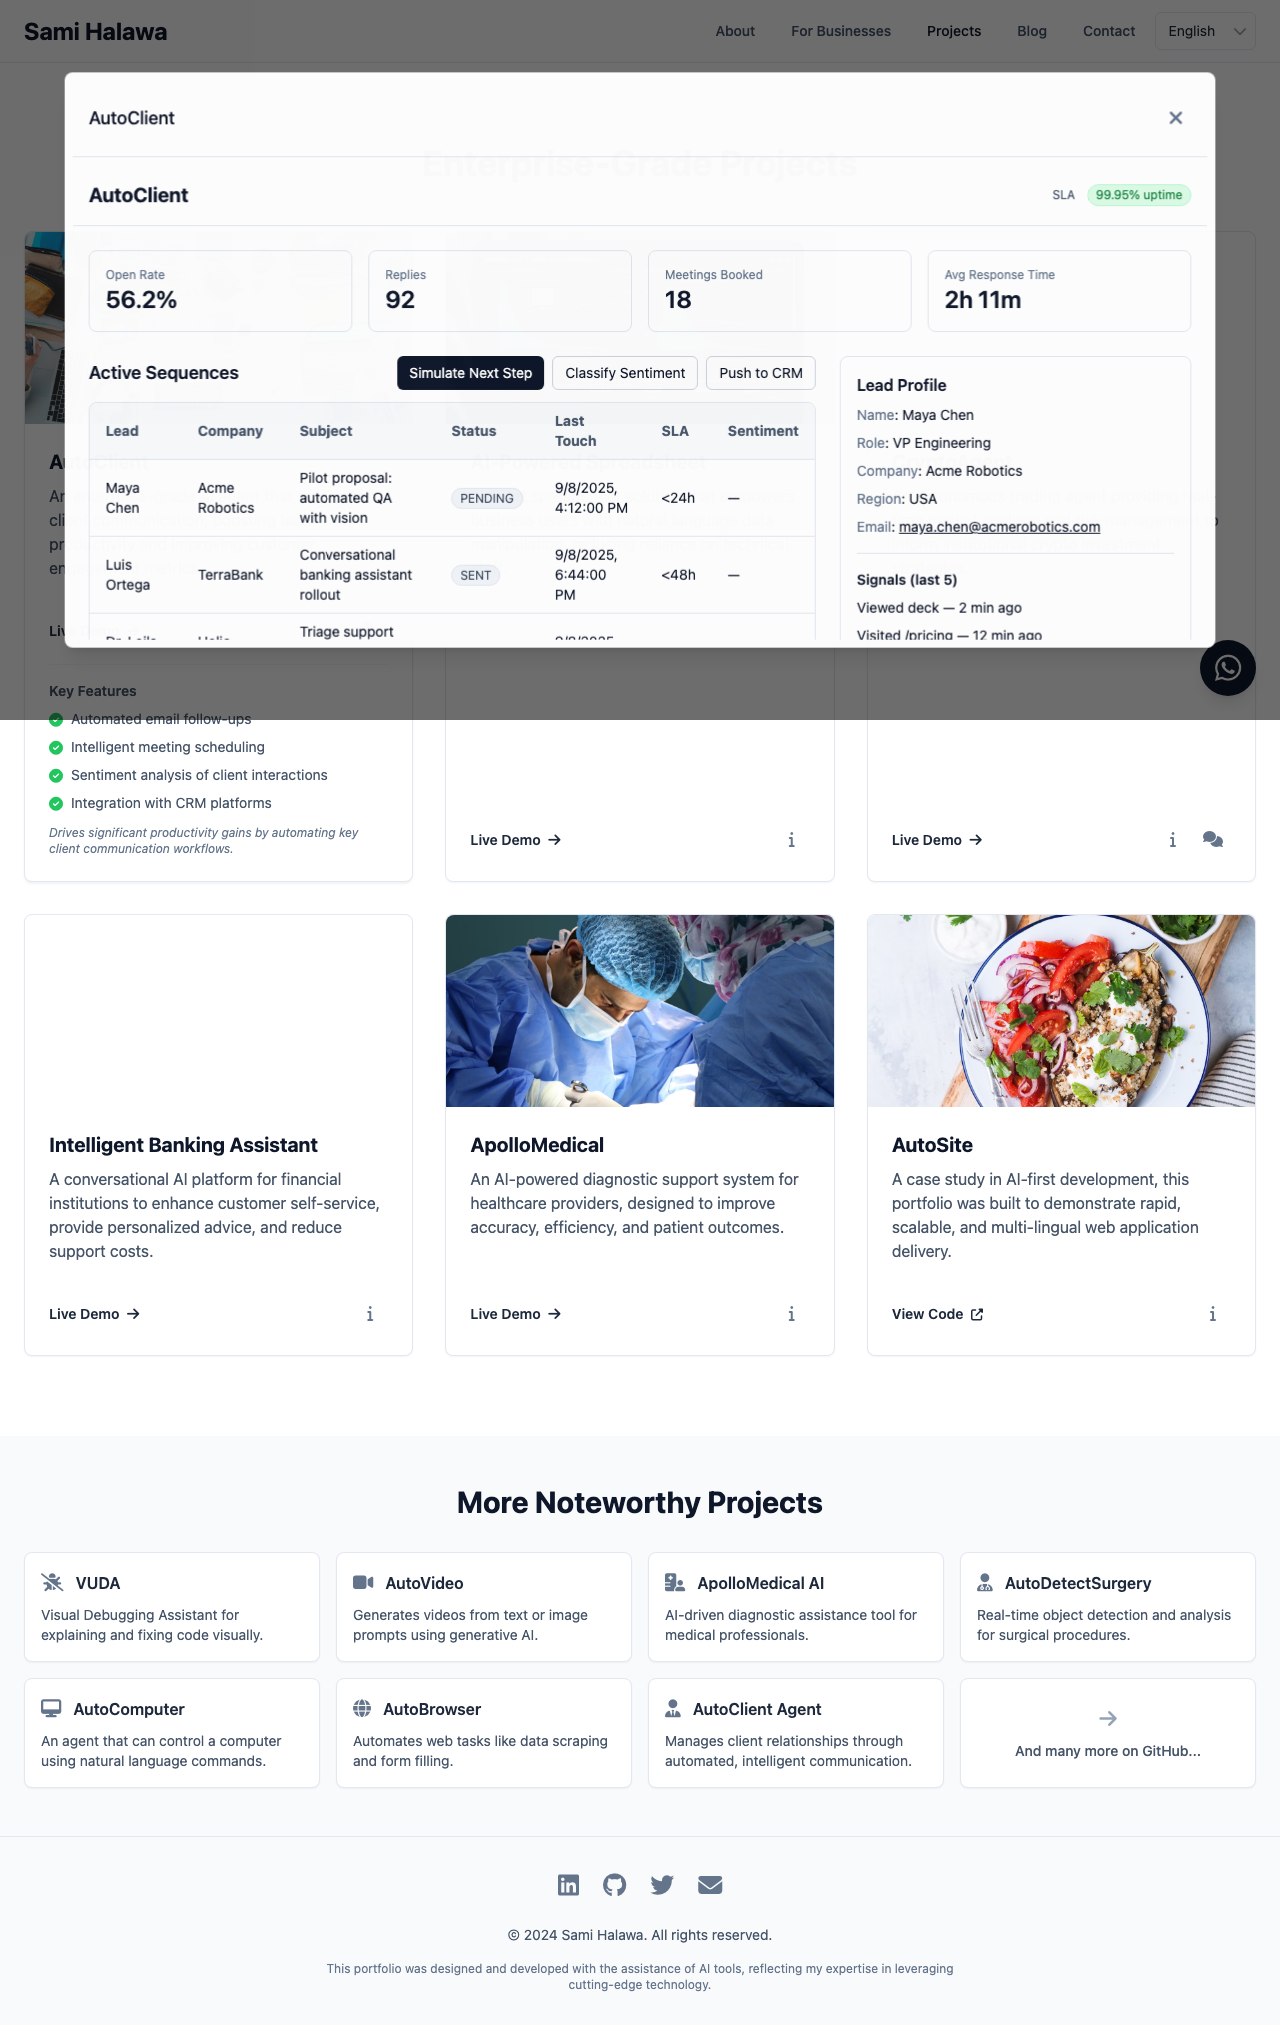 Sami Halawa
About
For Businesses
Projects
Blog
Contact
English
AutoClient
Enterprise-Grade Projects
AutoClient
SLA
99.95% uptime
Open Rate
56.2%
Replies
92
Meetings Booked
18
Avg Response Time
2h 11m
Active Sequences
Simulate Next Step
Classify Sentiment
Push to CRM
Lead
Company
Subject
Status
Last
Touch
SLA
Sentiment
Maya
Chen
Acme
Robotics
Pilot proposal:
automated QA
with vision
PENDING
9/8/2025,
4:12:00 PM
<24h
—
Luis
Ortega
TerraBank
Conversational
banking assistant
rollout
SENT
9/8/2025,
6:44:00
PM
<48h
—
Triage support
Lead Profile
Name: Maya Chen
Role: VP Engineering
Company: Acme Robotics
Region: USA
Email: maya.chen@acmerobotics.com
Signals (last 5)
Viewed deck — 2 min ago
Visited /pricing — 12 min ago
Key Features
Automated email follow-ups
Intelligent meeting scheduling
Sentiment analysis of client interactions
Integration with CRM platforms
Drives significant productivity gains by automating key
client communication workflows.
Live Demo
Live Demo
Intelligent Banking Assistant
A conversational AI platform for financial
institutions to enhance customer self-service,
provide personalized advice, and reduce
support costs.
Live Demo
ApolloMedical
An AI-powered diagnostic support system for
healthcare providers, designed to improve
accuracy, efficiency, and patient outcomes.
Live Demo
AutoSite
A case study in AI-first development, this
portfolio was built to demonstrate rapid,
scalable, and multi-lingual web application
delivery.
View Code
More Noteworthy Projects
VUDA
Visual Debugging Assistant for
explaining and fixing code visually.
AutoVideo
Generates videos from text or image
prompts using generative AI.
ApolloMedical AI
AI-driven diagnostic assistance tool for
medical professionals.
AutoDetectSurgery
Real-time object detection and analysis
for surgical procedures.
AutoComputer
An agent that can control a computer
using natural language commands.
AutoBrowser
Automates web tasks like data scraping
and form filling.
AutoClient Agent
Manages client relationships through
automated, intelligent communication.
And many more on GitHub...
© 2024 Sami Halawa. All rights reserved.
This portfolio was designed and developed with the assistance of AI tools, reflecting my expertise in leveraging
cutting-edge technology.